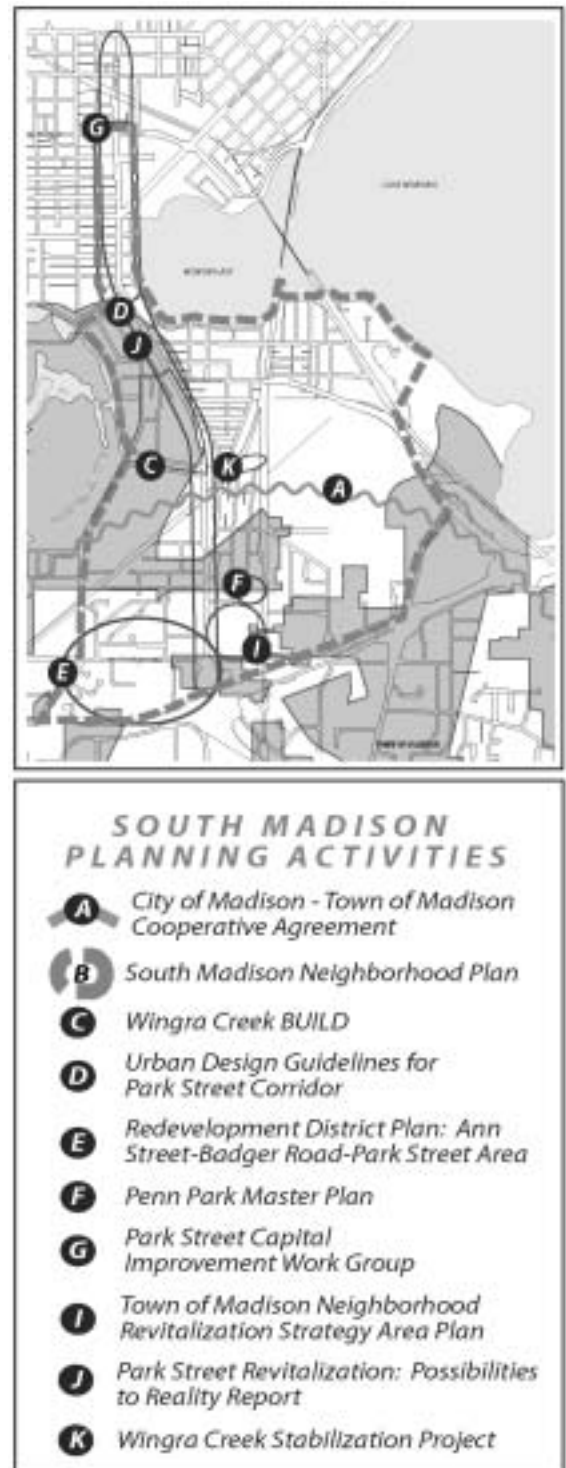 G
D
J
C
K
A
F
I
E
SOUTH MADISON
PLANNING ACTIVITIES
A City of Madison - Town of Madison
Cooperative Agreement
B South Madison Neighborhood Plan
C Wingra Creek BUILD
D Urban Design Guidelines for
Park Street Corridor
E Redevelopment District Plan: Ann
Street-Badger Road-Park Street Area
F Penn Park Master Plan
G Park Street Capital
Improvement Work Group
I Town of Madison Neighborhood
Revitalization Strategy Area Plan
J Park Street Revitalization: Possibilities
to Reality Report
K Wingra Creek Stabilization Project